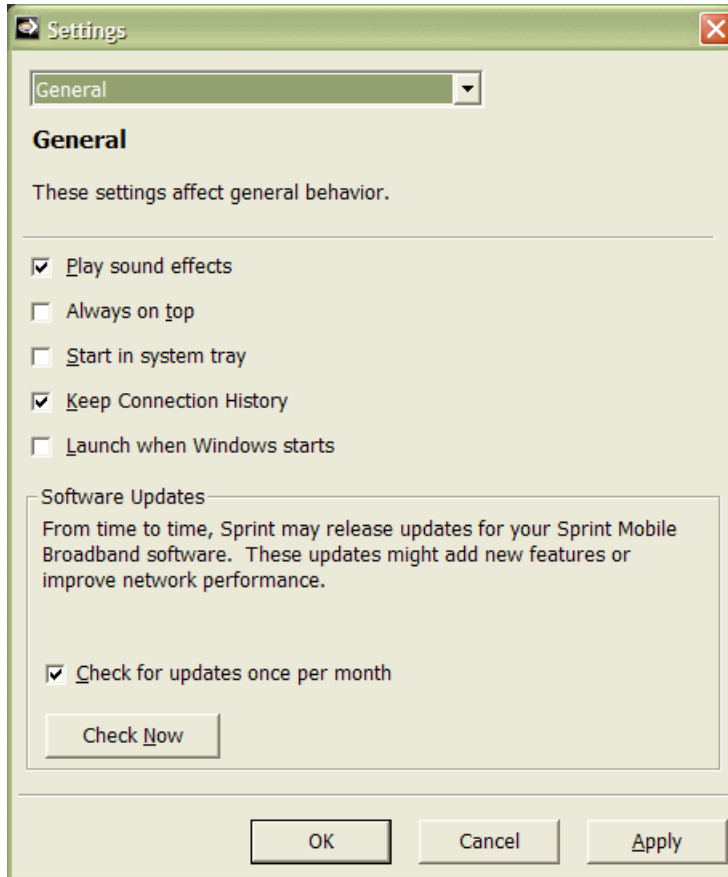 Settings
General
General
These settings affect general behavior.
Play sound effects
Always on top
Start in system tray
Keep Connection History
Launch when Windows starts
Software Updates
From time to time, Sprint may release updates for your Sprint Mobile
Broadband software.  These updates might add new features or
improve network performance.
Check for updates once per month
Check Now
OK
Cancel
Apply